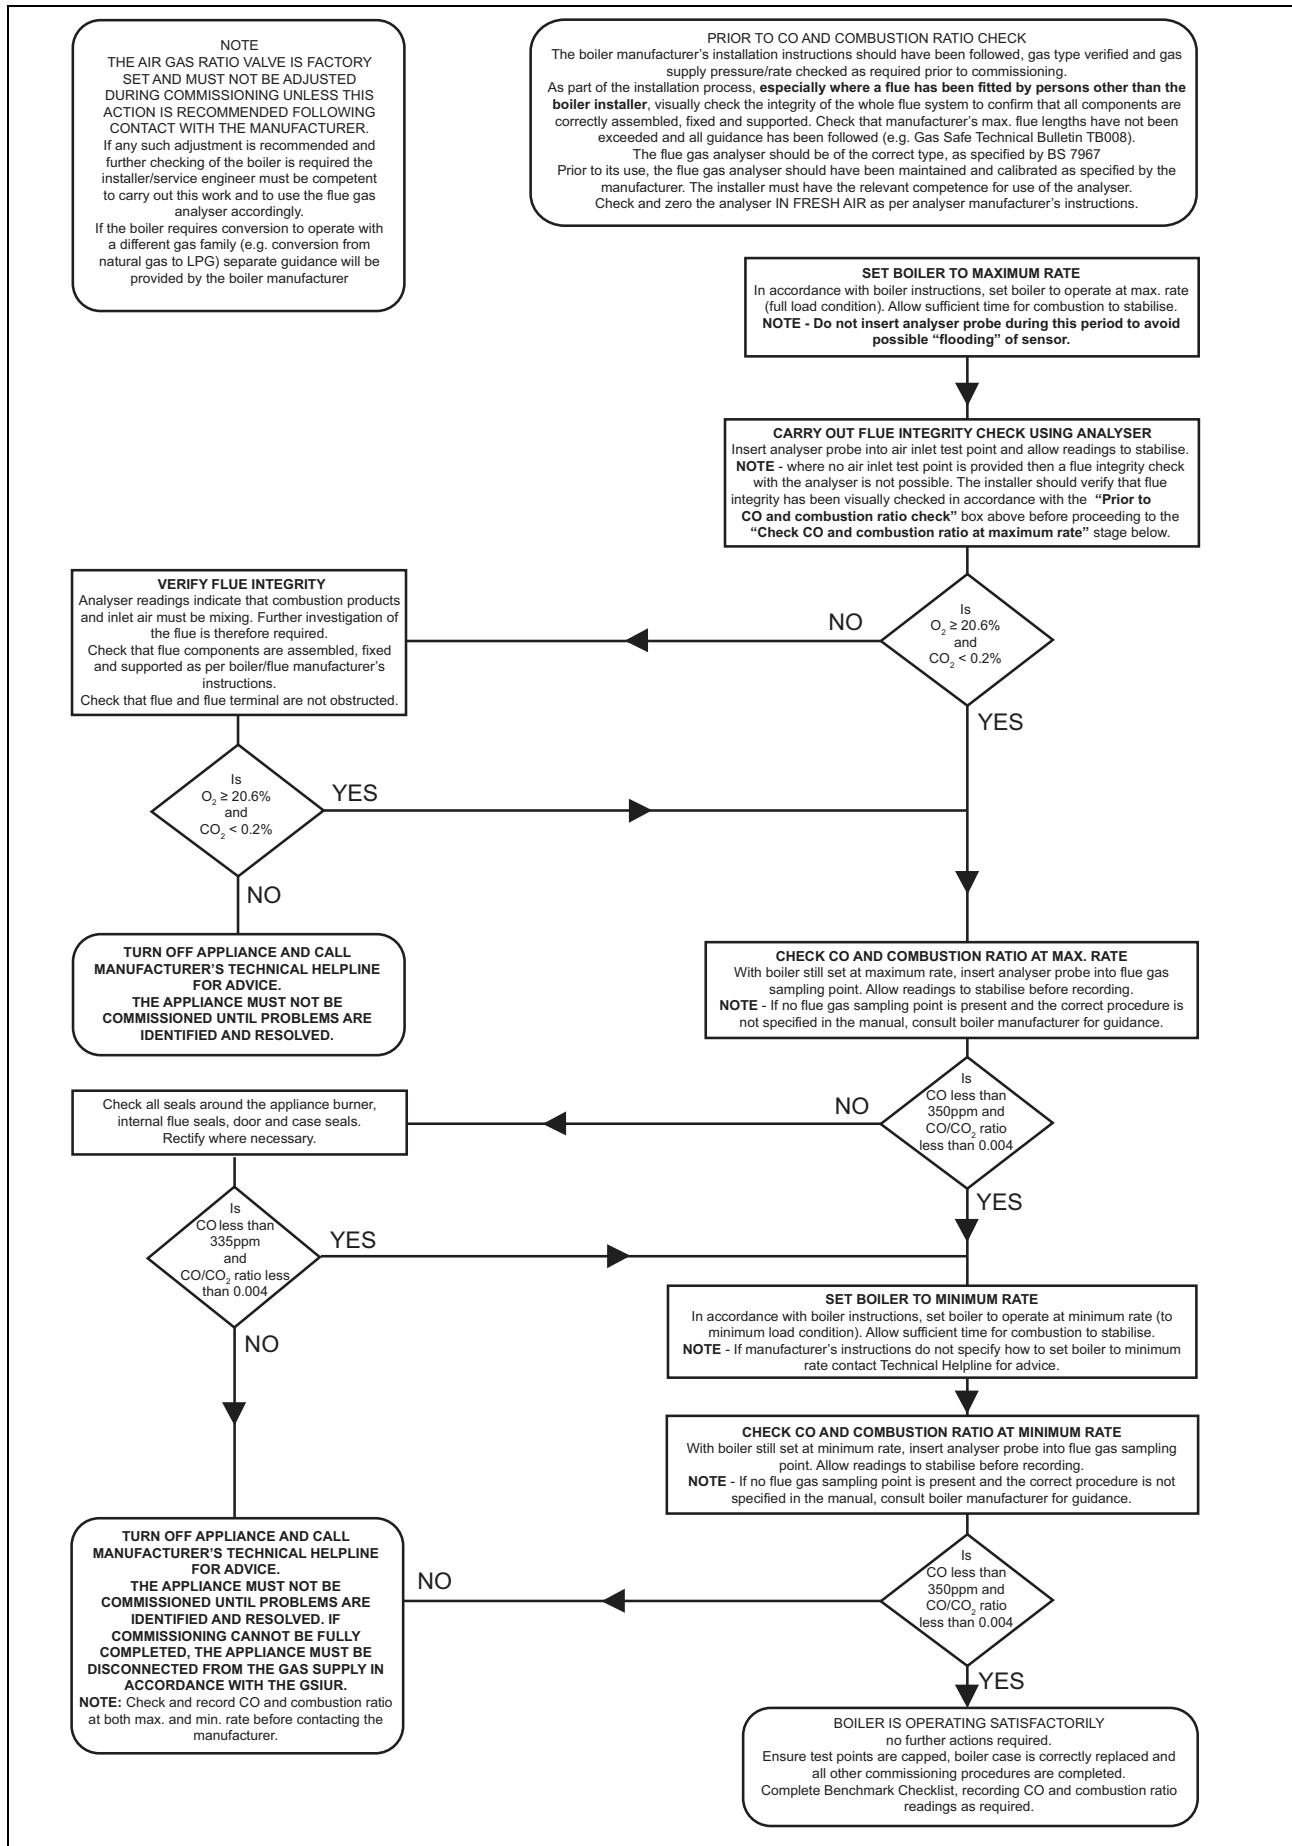 NOTE
THE AIR GAS RATIO VALVE IS FACTORY
SET AND MUST NOT BE ADJUSTED
DURING COMMISSIONING UNLESS THIS
ACTION IS RECOMMENDED FOLLOWING
CONTACT WITH THE MANUFACTURER.
If any such adjustment is recommended and
further checking of the boiler is required the
installer/service engineer must be competent
to carry out this work and to use the flue gas
analyser accordingly.
If the boiler requires conversion to operate with
a different gas family (e.g. conversion from
natural gas to LPG) separate guidance will be
provided by the boiler manufacturer
PRIOR TO CO AND COMBUSTION RATIO CHECK
The boiler manufacturer's installation instructions should have been followed, gas type verified and gas
supply pressure/rate checked as required prior to commissioning.
As part of the installation process, especially where a flue has been fitted by persons other than the
boiler installer, visually check the integrity of the whole flue system to confirm that all components are
correctly assembled, fixed and supported. Check that manufacturer's max. flue lengths have not been
exceeded and all guidance has been followed (e.g. Gas Safe Technical Bulletin TB008).
The flue gas analyser should be of the correct type, as specified by BS 7967
Prior to its use, the flue gas analyser should have been maintained and calibrated as specified by the
manufacturer. The installer must have the relevant competence for use of the analyser.
Check and zero the analyser IN FRESH AIR as per analyser manufacturer's instructions.
SET BOILER TO MAXIMUM RATE
In accordance with boiler instructions, set boiler to operate at max. rate
(full load condition). Allow sufficient time for combustion to stabilise.
NOTE - Do not insert analyser probe during this period to avoid
possible “flooding” of sensor.
CARRY OUT FLUE INTEGRITY CHECK USING ANALYSER
Insert analyser probe into air inlet test point and allow readings to stabilise.
NOTE - where no air inlet test point is provided then a flue integrity check
with the analyser is not possible. The installer should verify that flue
integrity has been visually checked in accordance with the “Prior to
CO and combustion ratio check” box above before proceeding to the
“Check CO and combustion ratio at maximum rate” stage below.
VERIFY FLUE INTEGRITY
Analyser readings indicate that combustion products
and inlet air must be mixing. Further investigation of
the flue is therefore required.
Check that flue components are assembled, fixed
and supported as per boiler/flue manufacturer's
instructions.
Check that flue and flue terminal are not obstructed.
NO
Is
O₂ ≥ 20.6%
and
CO₂ < 0.2%
YES
Is
O₂ ≥ 20.6%
and
CO₂ < 0.2%
YES
NO
TURN OFF APPLIANCE AND CALL
MANUFACTURER'S TECHNICAL HELPLINE
FOR ADVICE.
THE APPLIANCE MUST NOT BE
COMMISSIONED UNTIL PROBLEMS ARE
IDENTIFIED AND RESOLVED.
CHECK CO AND COMBUSTION RATIO AT MAX. RATE
With boiler still set at maximum rate, insert analyser probe into flue gas
sampling point. Allow readings to stabilise before recording.
NOTE - If no flue gas sampling point is present and the correct procedure is
not specified in the manual, consult boiler manufacturer for guidance.
Check all seals around the appliance burner,
internal flue seals, door and case seals.
Rectify where necessary.
NO
Is
CO less than
350ppm and
CO/CO₂ ratio
less than 0.004
YES
Is
CO less than
335ppm
and
CO/CO₂ ratio less
than 0.004
YES
NO
SET BOILER TO MINIMUM RATE
In accordance with boiler instructions, set boiler to operate at minimum rate (to
minimum load condition). Allow sufficient time for combustion to stabilise.
NOTE - If manufacturer's instructions do not specify how to set boiler to minimum
rate contact Technical Helpline for advice.
CHECK CO AND COMBUSTION RATIO AT MINIMUM RATE
With boiler still set at minimum rate, insert analyser probe into flue gas sampling
point. Allow readings to stabilise before recording.
NOTE - If no flue gas sampling point is present and the correct procedure is not
specified in the manual, consult boiler manufacturer for guidance.
TURN OFF APPLIANCE AND CALL
MANUFACTURER'S TECHNICAL HELPLINE
FOR ADVICE.
THE APPLIANCE MUST NOT BE
COMMISSIONED UNTIL PROBLEMS ARE
IDENTIFIED AND RESOLVED. IF
COMMISSIONING CANNOT BE FULLY
COMPLETED, THE APPLIANCE MUST BE
DISCONNECTED FROM THE GAS SUPPLY IN
ACCORDANCE WITH THE GSIUR.
NOTE: Check and record CO and combustion ratio
at both max. and min. rate before contacting the
manufacturer.
NO
Is
CO less than
350ppm and
CO/CO₂ ratio
less than 0.004
YES
BOILER IS OPERATING SATISFACTORILY
no further actions required.
Ensure test points are capped, boiler case is correctly replaced and
all other commissioning procedures are completed.
Complete Benchmark Checklist, recording CO and combustion ratio
readings as required.